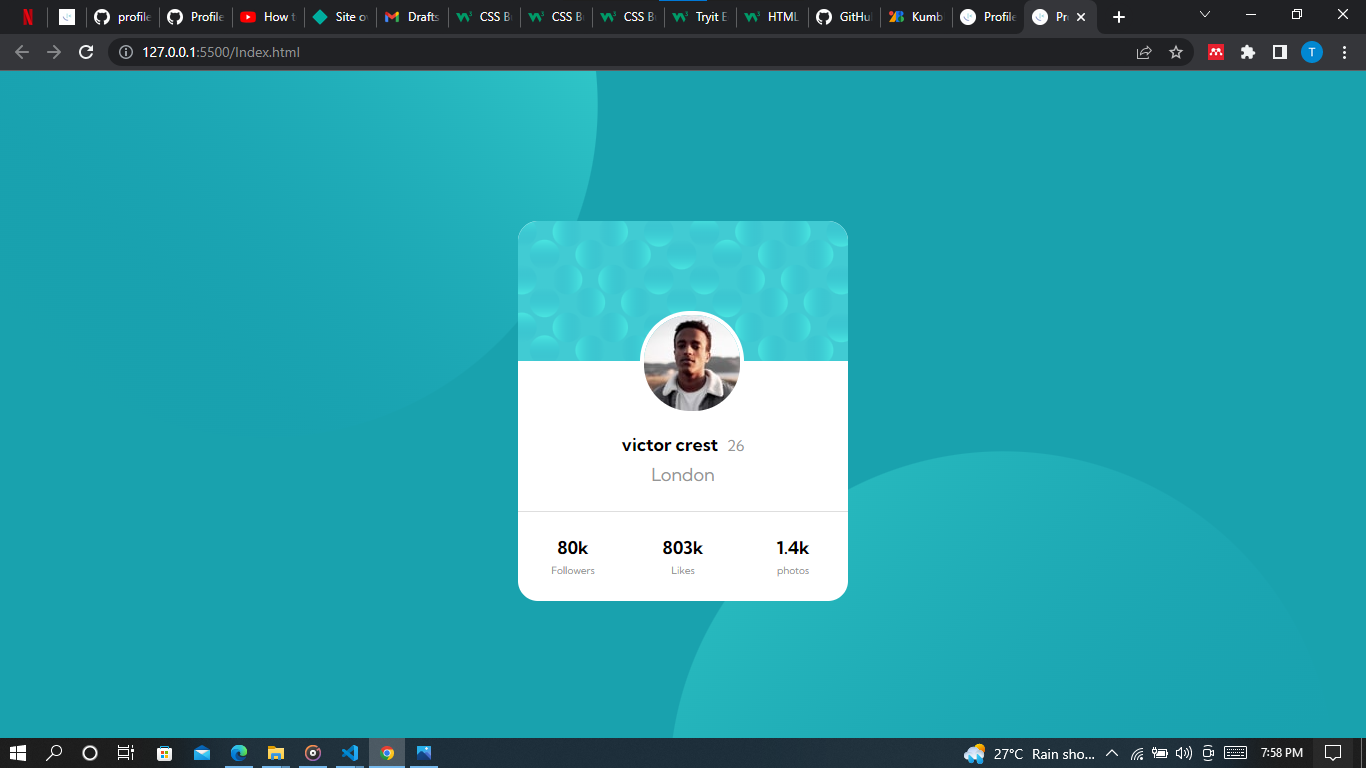 profile
Profile
How t
Site o
Drafts
CSS B
CSS B
CSS B
Tryit E
HTML
GitHu
Kumb
Profile
Pr
127.0.0.1:5500/Index.html
T
victor crest 26
London
80k 803k 1.4k
Followers Likes photos
27°C Rain sho...
7:58 PM